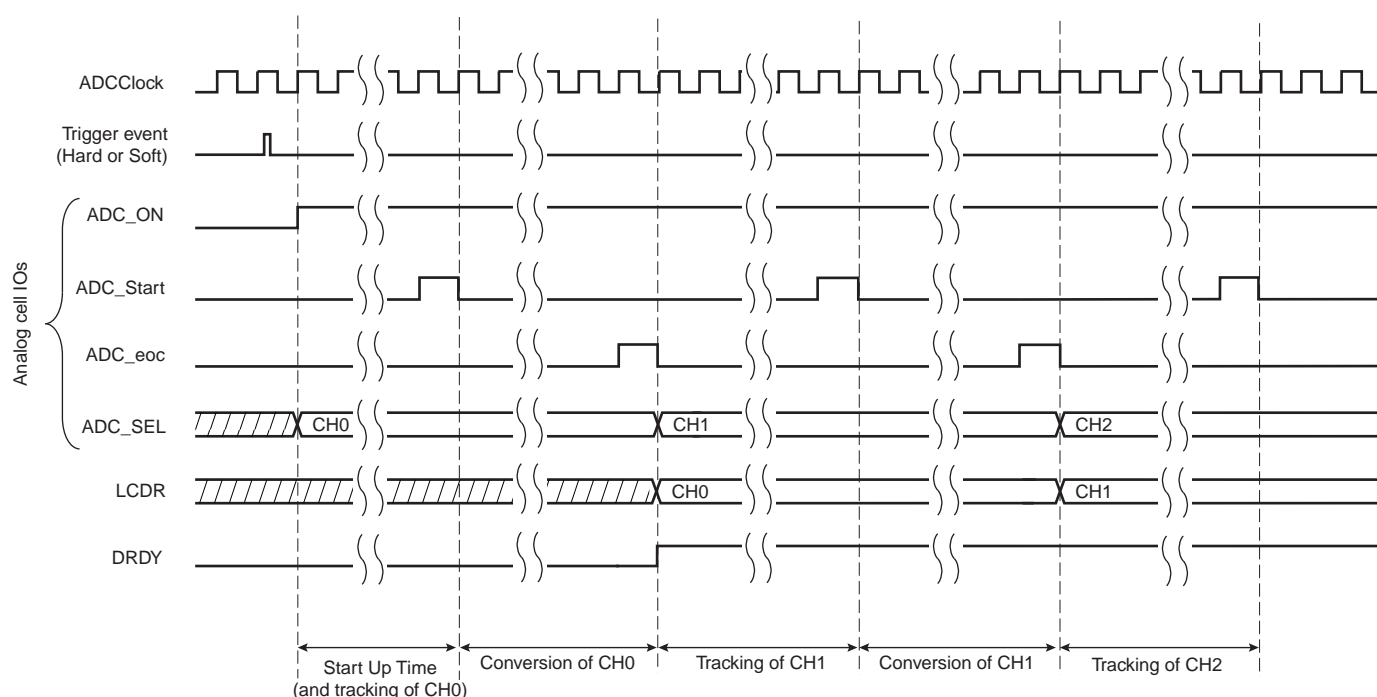 ADCClock
Trigger event
(Hard or Soft)
Analog cell IOs
ADC_ON
ADC_Start
ADC_eoc
ADC_SEL
CH0
CH1
CH2
LCDR
CH0
CH1
DRDY
Start Up Time
(and tracking of CH0)
Conversion of CH0
Tracking of CH1
Conversion of CH1
Tracking of CH2